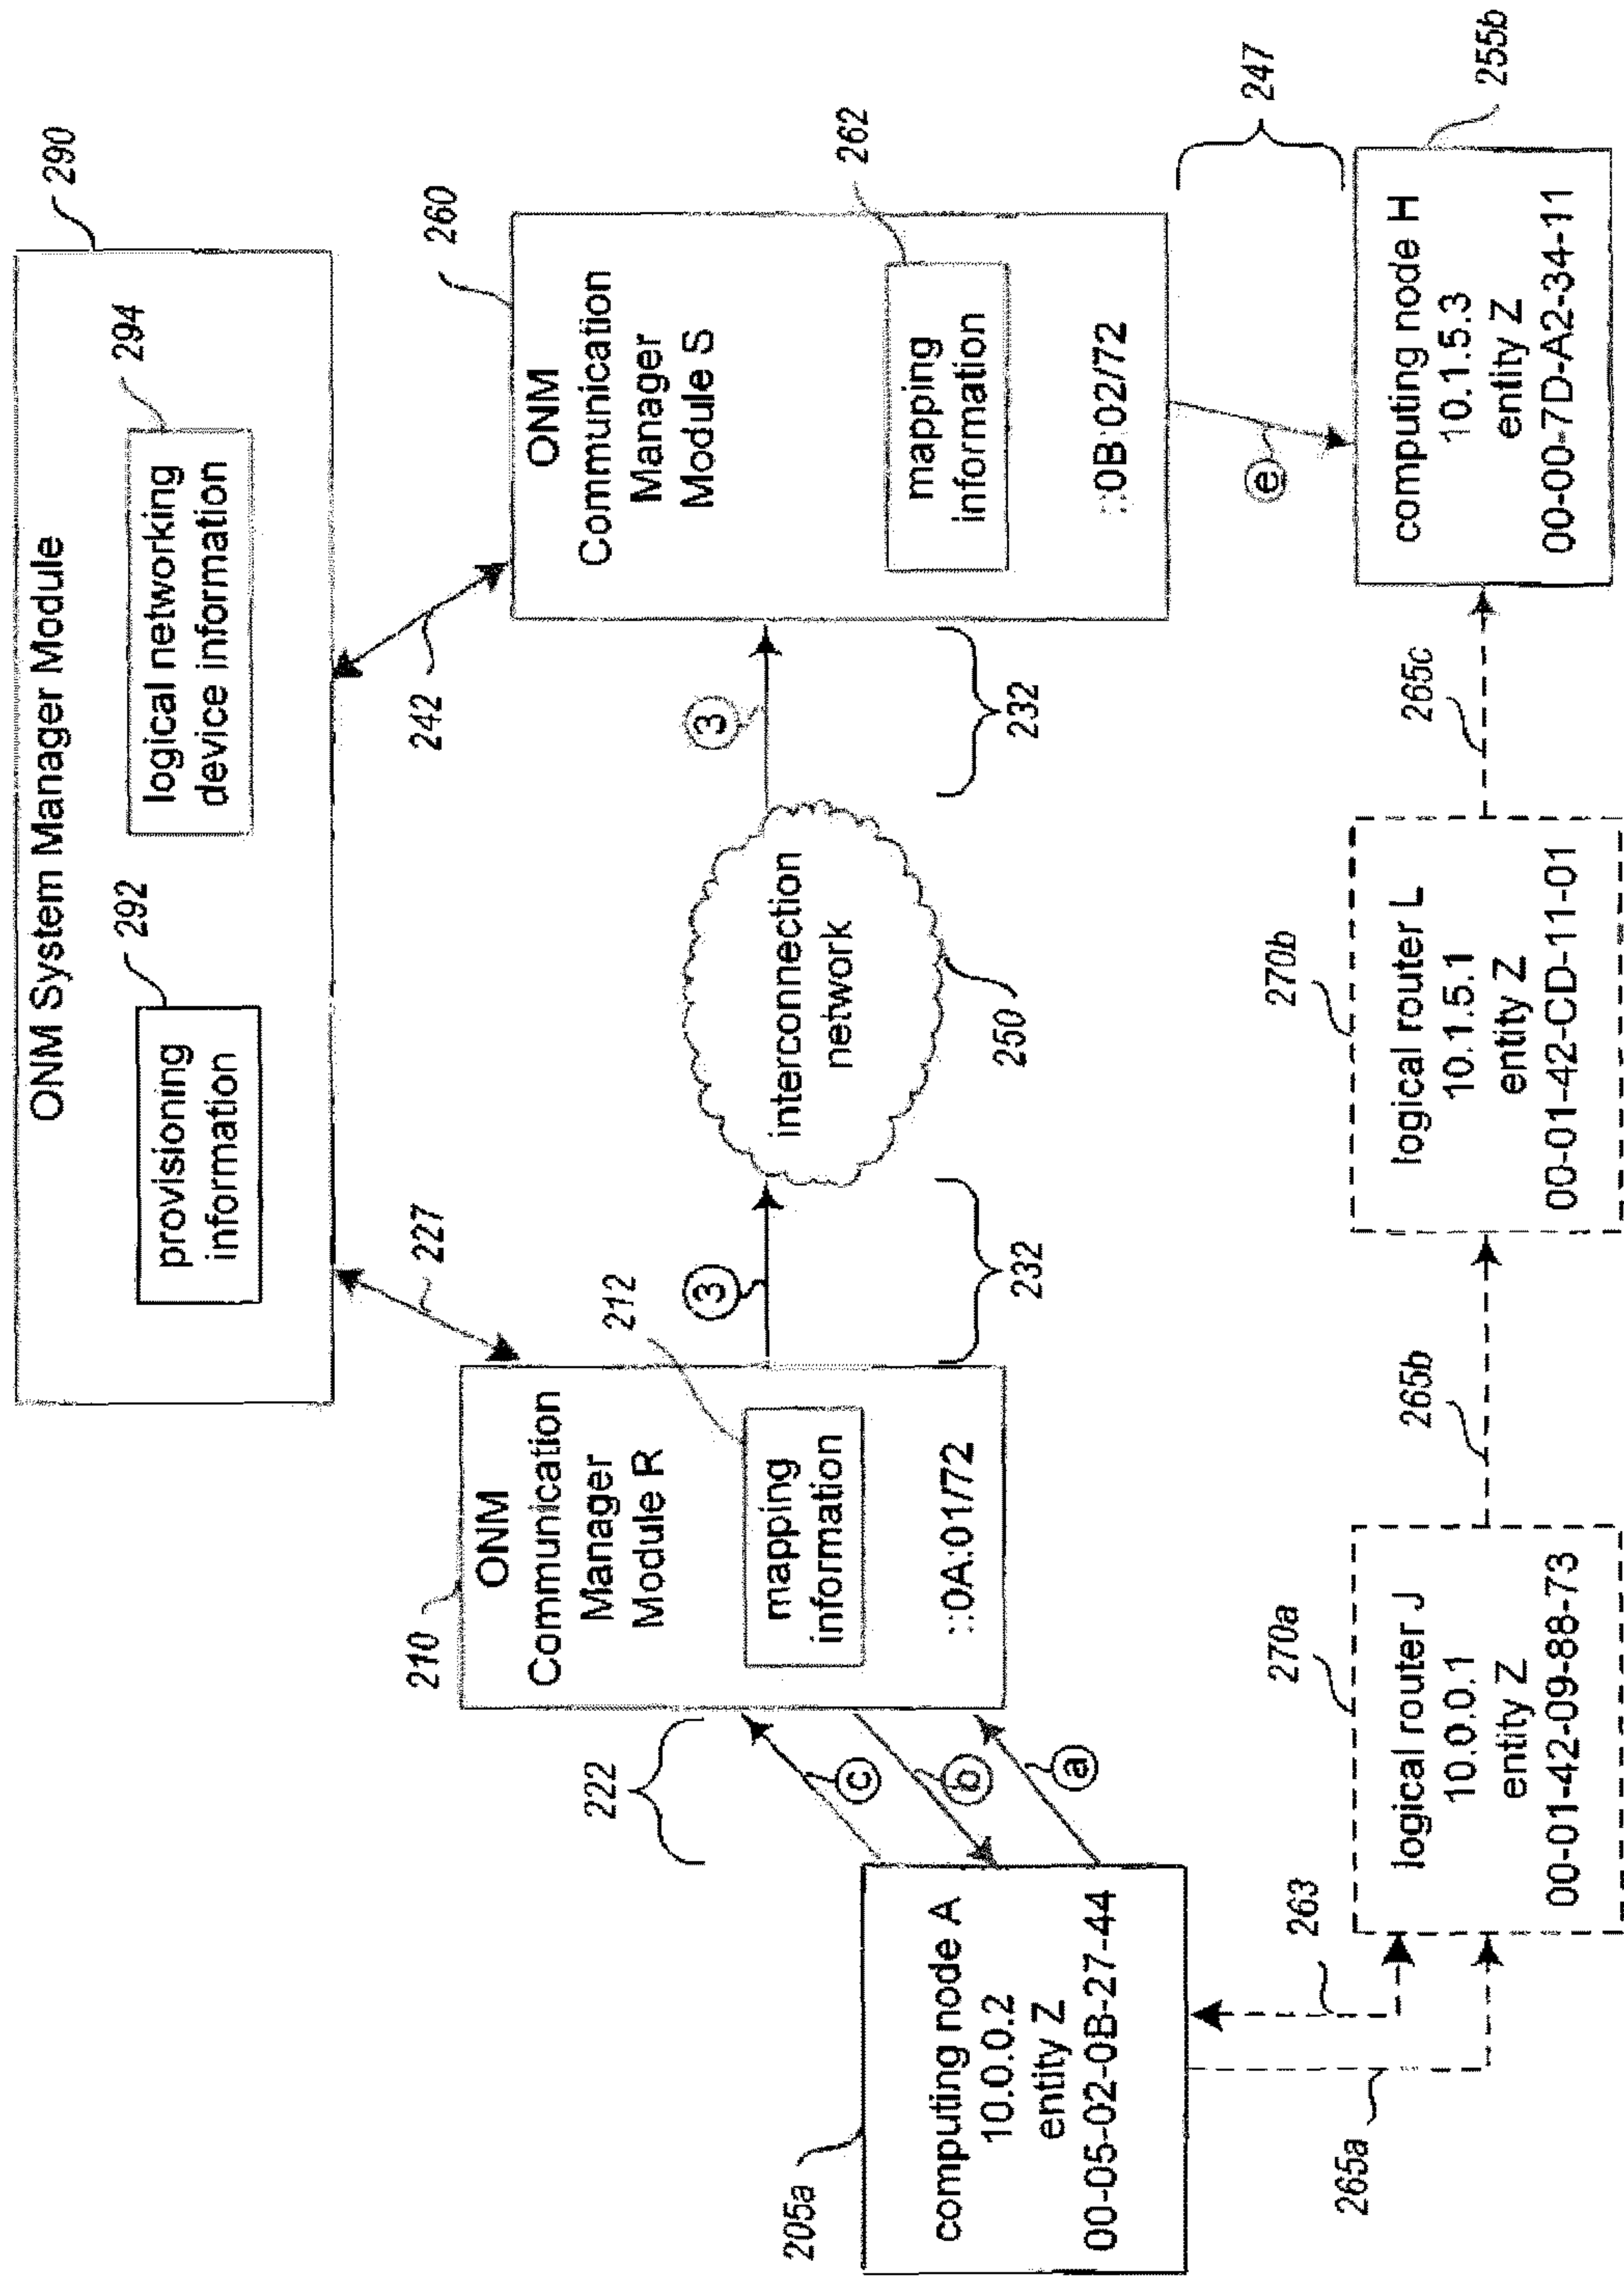 ONM System Manager Module
290
provisioning
information
292
logical networking
device information
294
227
242
210
ONM
Communication
Manager
Module R
mapping
information
212
::0A:01/72
3
232
interconnection
network
250
3
232
260
ONM
Communication
Manager
Module S
mapping
information
262
::0B:02/72
222
c
b
a
e
247
205a
computing node A
10.0.0.2
entity Z
00-05-02-0B-27-44
263
265a
270a
logical router J
10.0.0.1
entity Z
00-01-42-09-88-73
265b
270b
logical router L
10.1.5.1
entity Z
00-01-42-CD-11-01
265c
computing node H
10.1.5.3
entity Z
00-00-7D-A2-34-11
255b